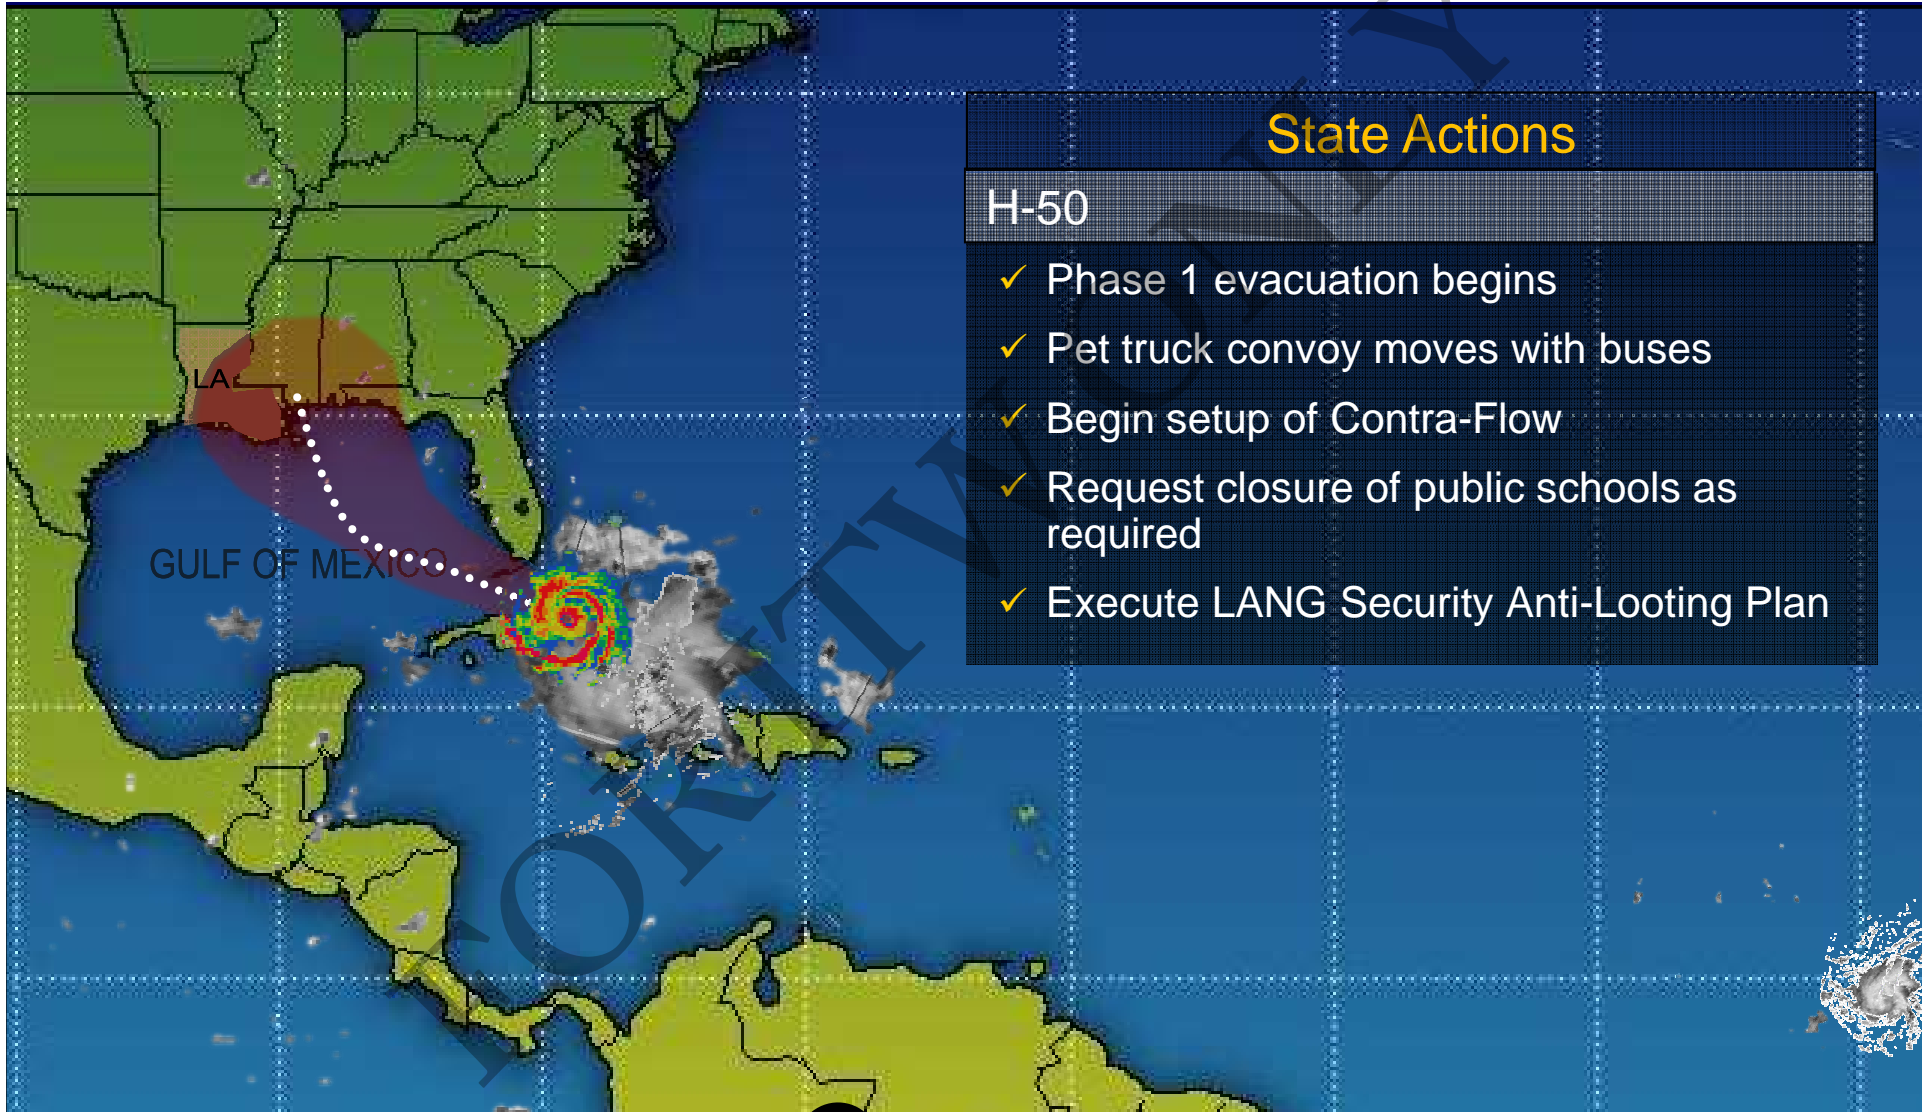 State Actions
H-50
✓ Phase 1 evacuation begins
✓ Pet truck convoy moves with buses
✓ Begin setup of Contra-Flow
✓ Request closure of public schools as
required
✓ Execute LANG Security Anti-Looting Plan
LA
GULF OF MEXICO
ONLY